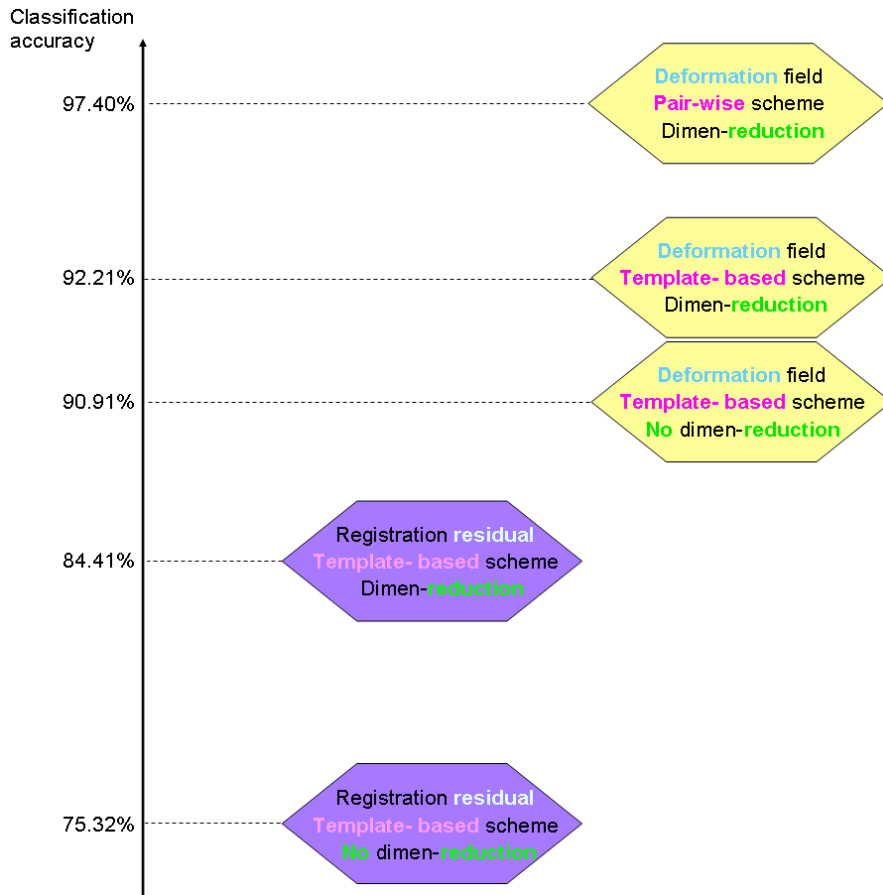 Classification
accuracy
97.40%
Deformation field
Pair-wise scheme
Dimen-reduction
92.21%
Deformation field
Template- based scheme
Dimen-reduction
90.91%
Deformation field
Template- based scheme
No dimen-reduction
84.41%
Registration residual
Template- based scheme
Dimen-reduction
75.32%
Registration residual
Template- based scheme
No dimen-reduction